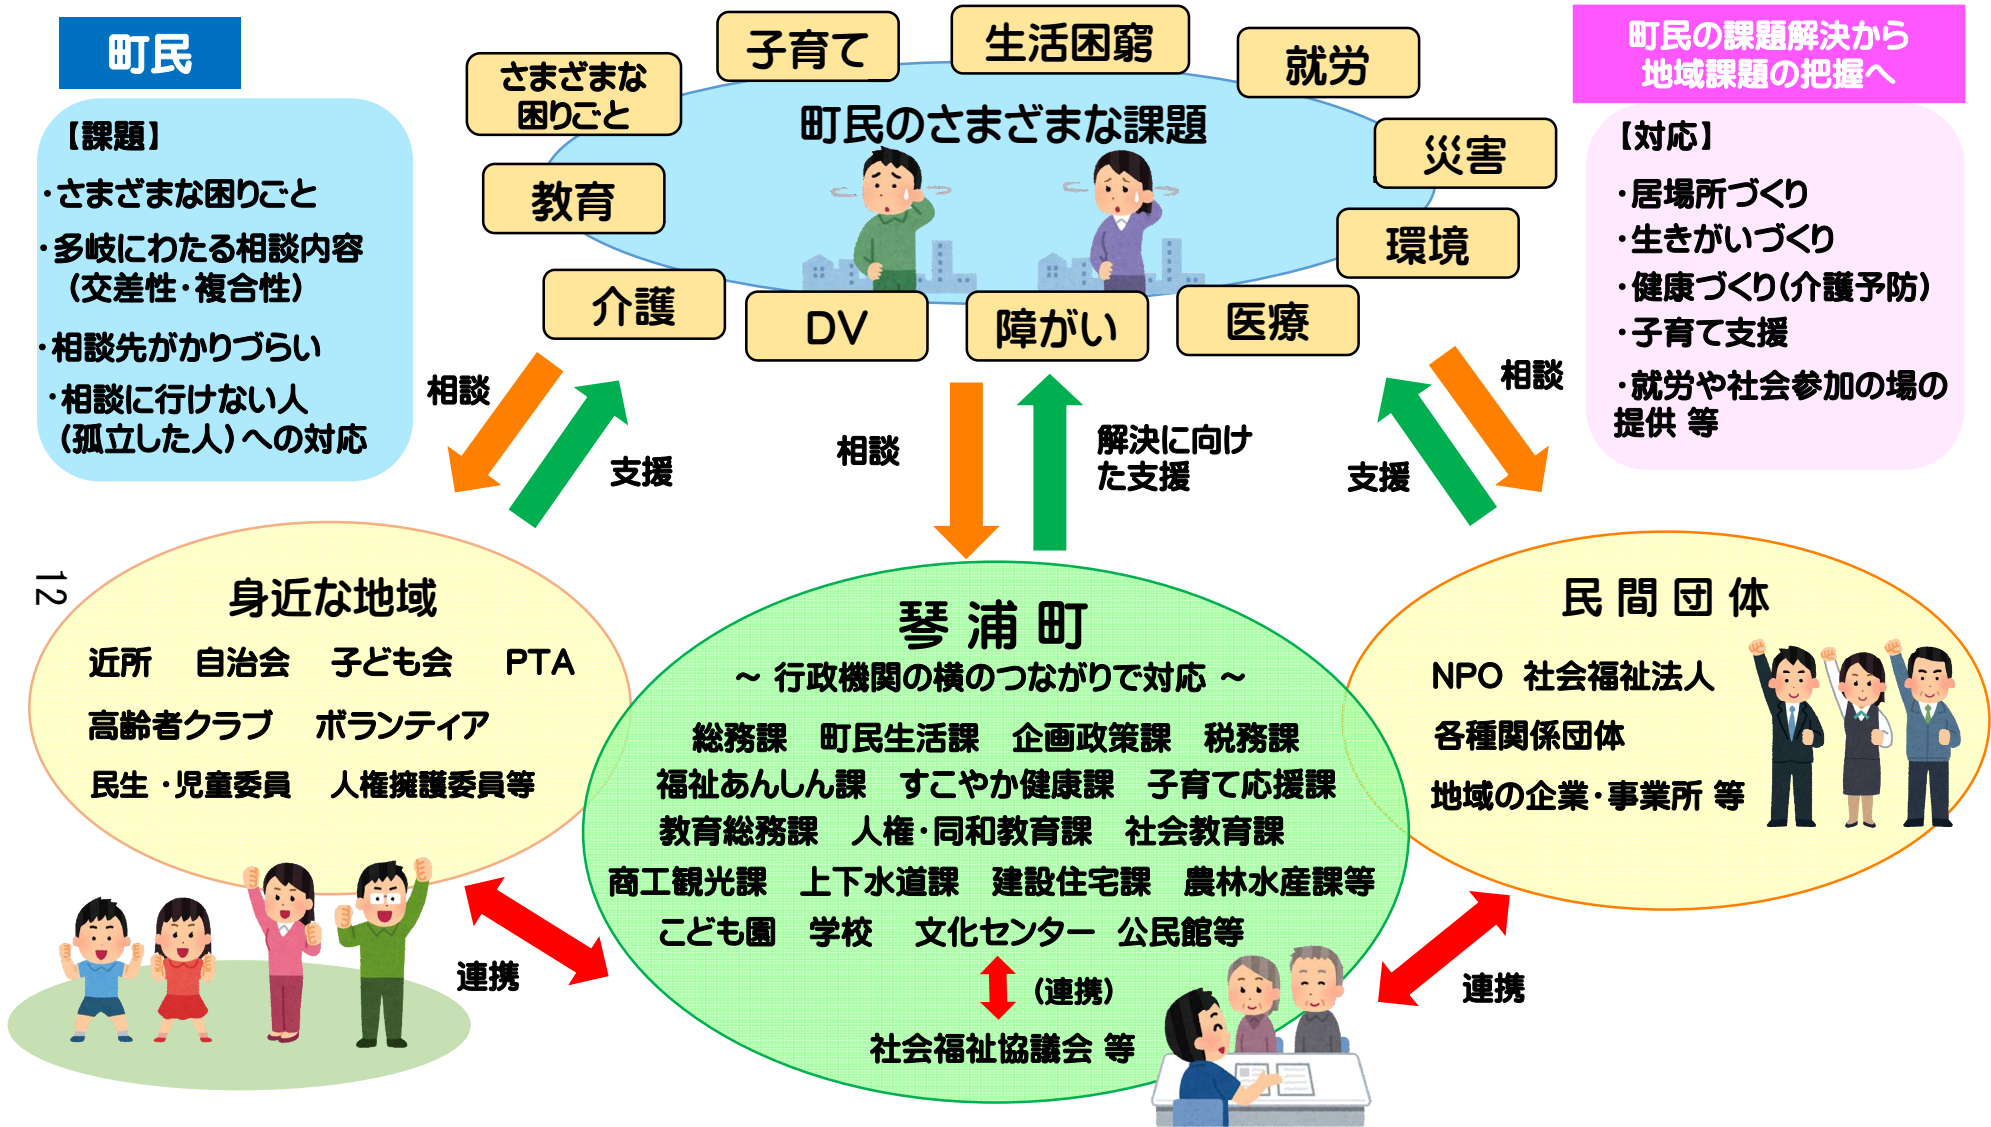 町民
【課題】
・さまざまな困りごと
・多岐にわたる相談内容
（交差性・複合性）
・相談先がかりづらい
・相談に行けない人
（孤立した人）への対応
子育て
生活困窮
就労
さまざまな
困りごと
町民のさまざまな課題
災害
教育
環境
介護
DV
障がい
医療
町民の課題解決から
地域課題の把握へ
【対応】
・居場所づくり
・生きがいづくり
・健康づくり（介護予防）
・子育て支援
・就労や社会参加の場の
提供 等
相談
支援
相談
解決に向け
た支援
支援
相談
12
身近な地域
近所　自治会　子ども会　PTA
高齢者クラブ　ボランティア
民生・児童委員　人権擁護委員等
琴浦町
～ 行政機関の横のつながりで対応 ～
総務課　町民生活課　企画政策課　税務課
福祉あんしん課　すこやか健康課　子育て応援課
教育総務課　人権・同和教育課　社会教育課
商工観光課　上下水道課　建設住宅課　農林水産課等
こども園　学校　文化センター　公民館等
（連携）
社会福祉協議会 等
民間団体
NPO 社会福祉法人
各種関係団体
地域の企業・事業所 等
連携
連携